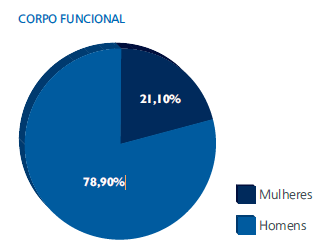 CORPO FUNCIONAL
21,10%
78,90%
Mulheres
Homens